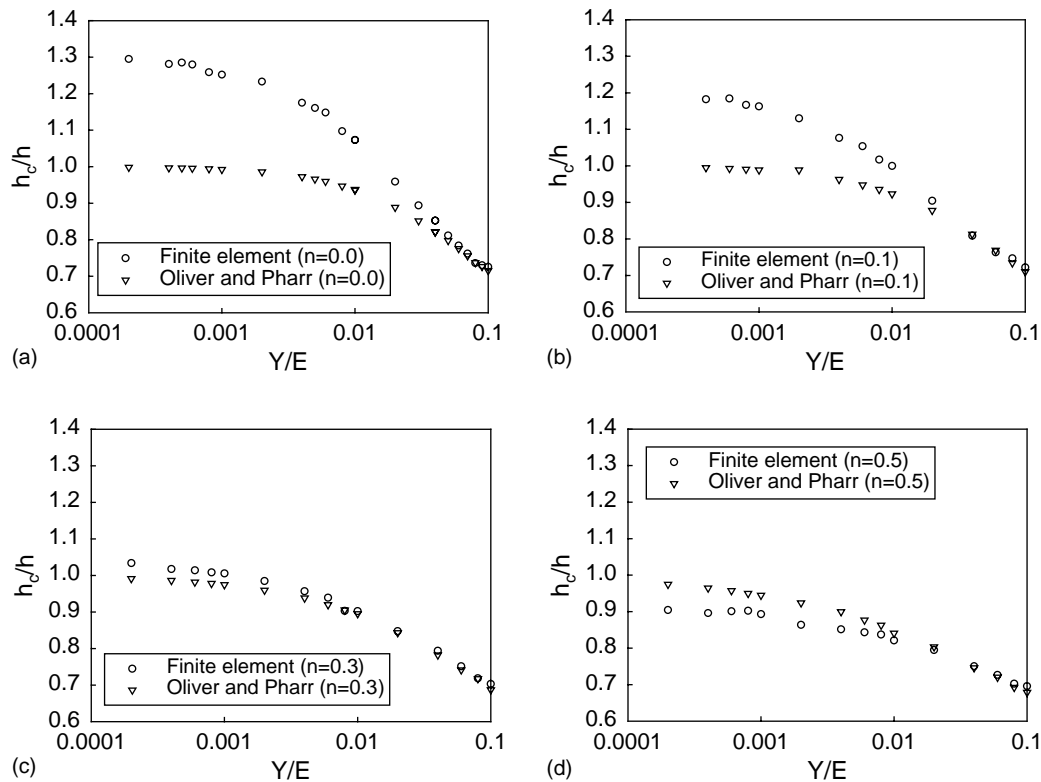 1.4
1.3
1.2
1.1
1.0
0.9
0.8
0.7
0.6
hc/h
Finite element (n=0.0)
Oliver and Pharr (n=0.0)
0.0001 0.001 0.01 0.1
Y/E
(a)
1.4
1.3
1.2
1.1
1.0
0.9
0.8
0.7
0.6
hc/h
Finite element (n=0.1)
Oliver and Pharr (n=0.1)
0.0001 0.001 0.01 0.1
Y/E
(b)
1.4
1.3
1.2
1.1
1.0
0.9
0.8
0.7
0.6
hc/h
Finite element (n=0.3)
Oliver and Pharr (n=0.3)
0.0001 0.001 0.01 0.1
Y/E
(c)
1.4
1.3
1.2
1.1
1.0
0.9
0.8
0.7
0.6
hc/h
Finite element (n=0.5)
Oliver and Pharr (n=0.5)
0.0001 0.001 0.01 0.1
Y/E
(d)